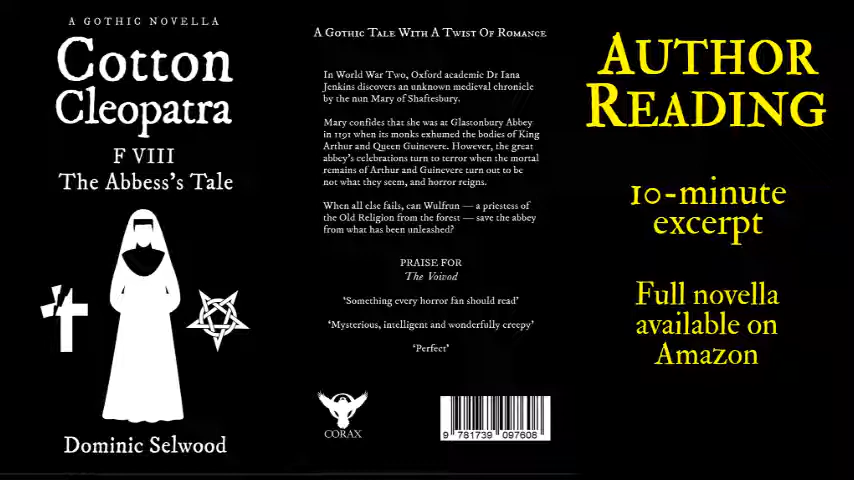 A GOTHIC NOVELLA
Cotton
Cleopatra
F VIII
The Abbess's Tale
Dominic Selwood
A Gothic Tale With A Twist Of Romance
In World War Two, Oxford academic Dr Iana
Jenkins discovers an unknown medieval chronicle
by the nun Mary of Shaftesbury.
Mary confides that she was at Glastonbury Abbey
in 1191 when its monks exhumed the bodies of King
Arthur and Queen Guinevere. However, the great
abbey's celebrations turn to terror when the mortal
remains of Arthur and Guinevere turn out to be
not what they seem, and horror reigns.
When all else fails, can Wulfrun — a priestess of
the Old Religion from the forest — save the abbey
from what has been unleashed?
PRAISE FOR
The Voivod
'Something every horror fan should read'
'Mysterious, intelligent and wonderfully creepy'
'Perfect'
CORAX
9 781739 097608
Author
Reading
10-minute
excerpt
Full novella
available on
Amazon